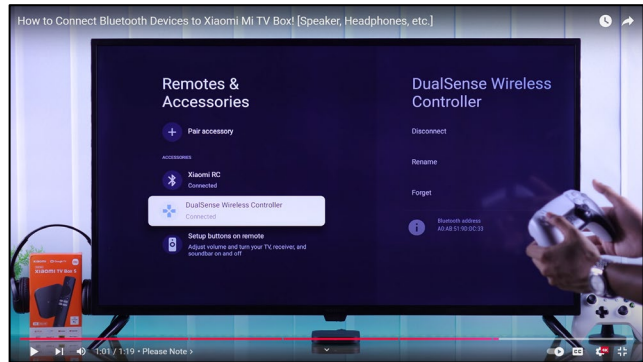 How to Connect Bluetooth Devices to Xiaomi Mi TV Box! [Speaker, Headphones, etc.]
Remotes &
Accessories
Pair accessory
ACCESSORIES
Xiaomi RC
Connected
DualSense Wireless Controller
Connected
Setup buttons on remote
Adjust volume and turn your TV, receiver, and
soundbar on and off
DualSense Wireless
Controller
Disconnect
Rename
Forget
Bluetooth address
A0:AB:51:9D:DC:33
XIAOMI TV Box S
1:01 / 1:19 • Please Note >
CC